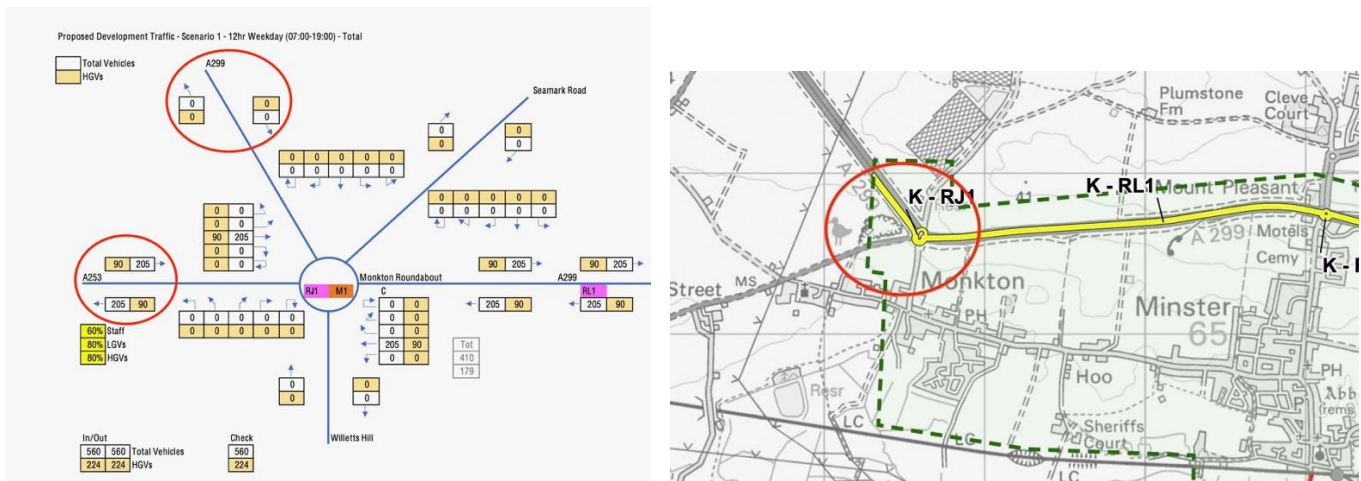 Proposed Development Traffic - Scenario 1 - 12hr Weekday (07:00-19:00) - Total
Total Vehicles
HGVs
A299
0 0
0 0
Seamark Road
0 0
0 0
0 0 0 0 0
0 0 0 0 0
0 0 0 0 0
0 0 0 0 0
0 0
0 0
90 205
0 0
0 0
90 205
A253
205 90
60% Staff
80% LGVs
80% HGVs
0 0 0 0 0
0 0 0 0 0
Monkton Roundabout
RJ1 M1
C
0 0
0 0
0 0
205 90
0 0
90 205
A299
90 205
RL1
205 90
205 90
Tot
410
179
0 0
0 0
Willetts Hill
In/Out
560 560 Total Vehicles
224 224 HGVs
Check
560
224
Plumstone
Fm
Cleve
Court
A 299
K - RJ1
41
K - RL1
Mount Pleasant
A 299
Motels
Cemy
K - R
MS
Street
Monkton
Minster
65
PH
PH
Hoo
Resr
LC
LC
Sheriffs
Court
LC
P
Abb
(rems